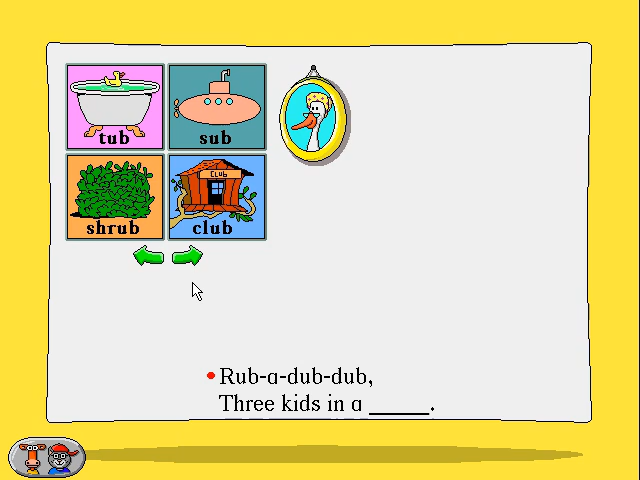 tub
sub
CLUB
shrub
club
Rub-a-dub-dub,
Three kids in a _____.